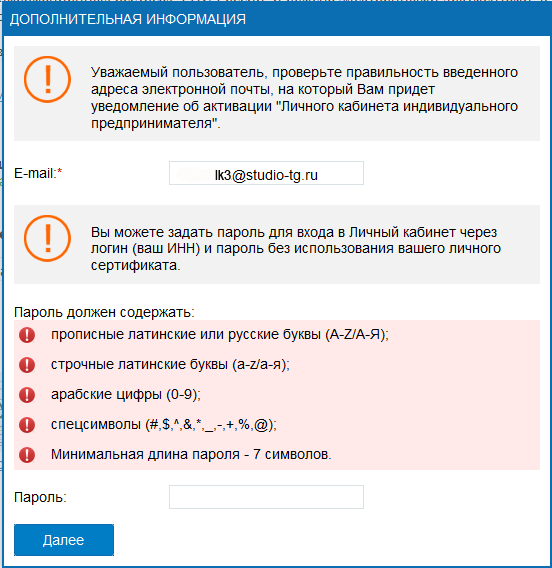 ДОПОЛНИТЕЛЬНАЯ ИНФОРМАЦИЯ
Уважаемый пользователь, проверьте правильность введенного
адреса электронной почты, на который Вам придет
уведомление об активации "Личного кабинета индивидуального
предпринимателя".
E-mail:* lk3@studio-tg.ru
Вы можете задать пароль для входа в Личный кабинет через
логин (ваш ИНН) и пароль без использования вашего личного
сертификата.
Пароль должен содержать:
прописные латинские или русские буквы (A-Z/А-Я);
строчные латинские буквы (a-z/а-я);
арабские цифры (0-9);
спецсимволы (#,$,^,&,*,_,-,+,%,@);
Минимальная длина пароля - 7 символов.
Пароль:
Далее